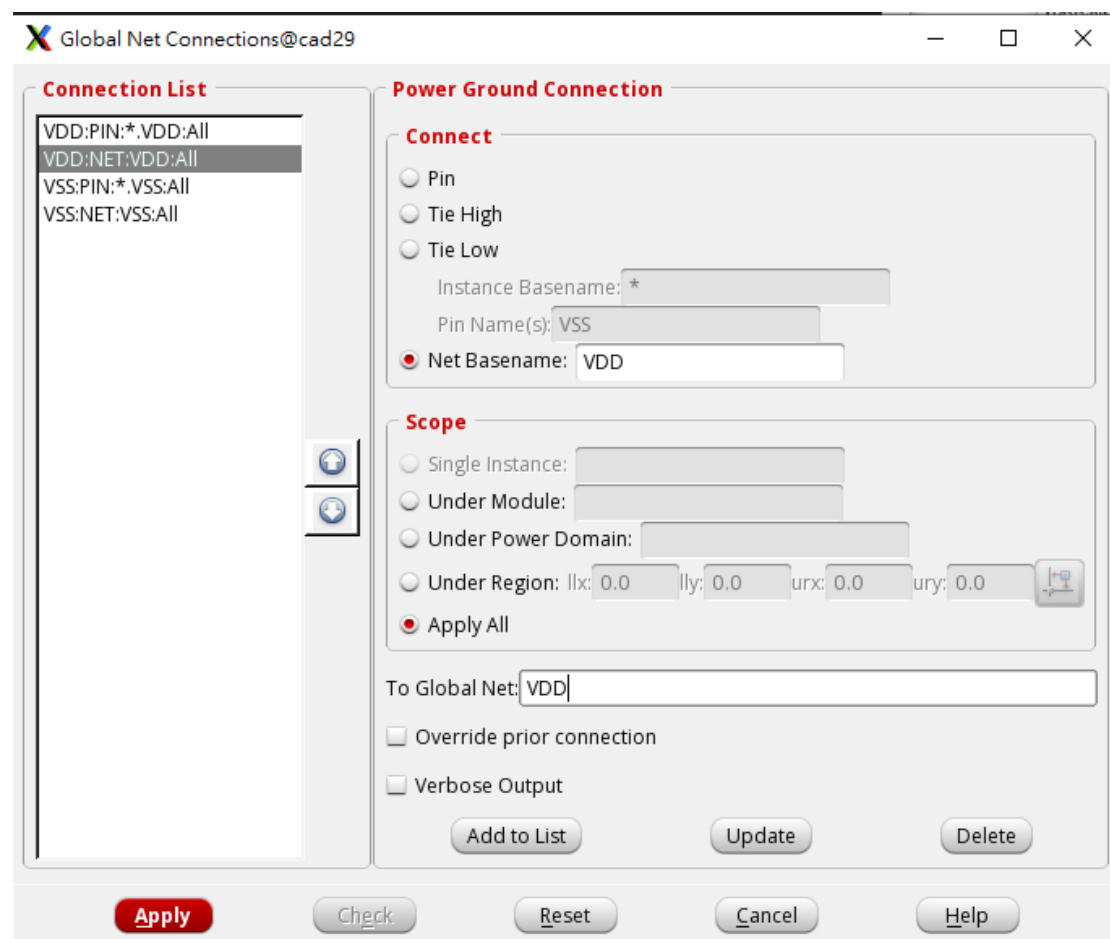 Global Net Connections@cad29
Connection List
VDD:PIN:*.VDD:All
VDD:NET:VDD:All
VSS:PIN:*.VSS:All
VSS:NET:VSS:All
Power Ground Connection
Connect
Pin
Tie High
Tie Low
Instance Basename: *
Pin Name(s): VSS
Net Basename: VDD
Scope
Single Instance:
Under Module:
Under Power Domain:
Under Region: llx: 0.0 lly: 0.0 urx: 0.0 ury: 0.0
Apply All
To Global Net: VDD
Override prior connection
Verbose Output
Add to List Update Delete
Apply Check Reset Cancel Help